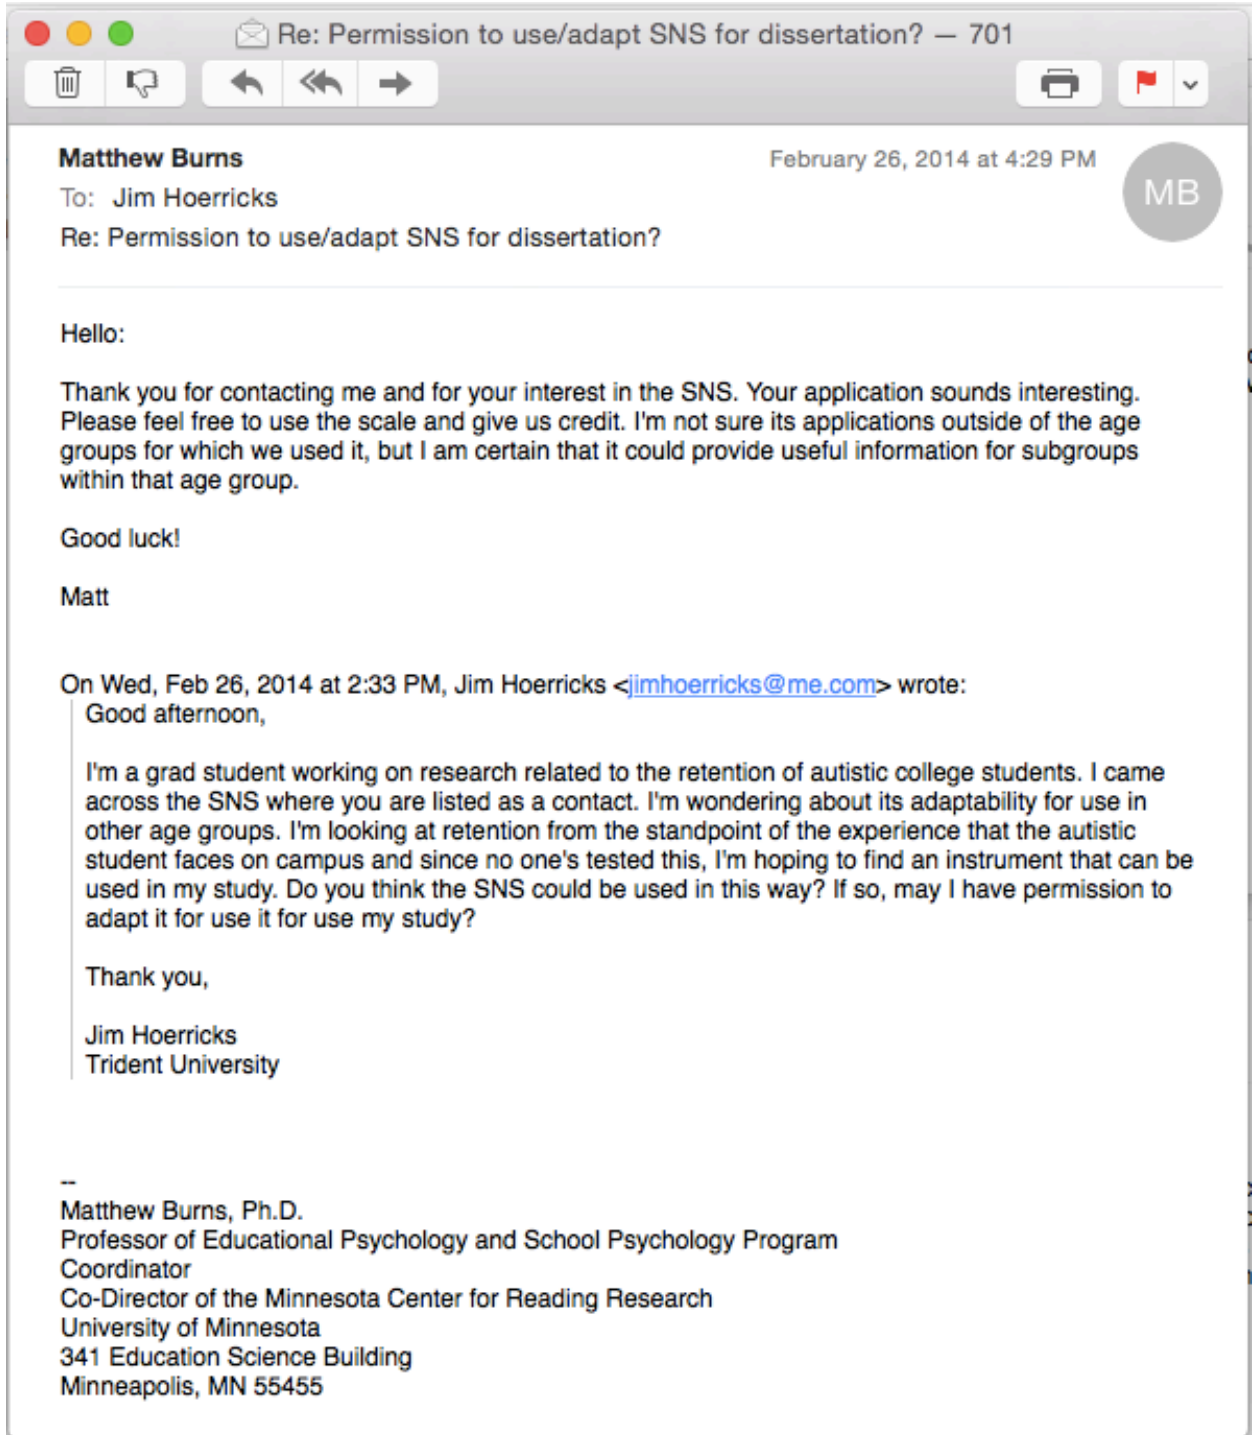 Re: Permission to use/adapt SNS for dissertation? — 701
Matthew Burns
February 26, 2014 at 4:29 PM
MB
To: Jim Hoerricks
Re: Permission to use/adapt SNS for dissertation?
Hello:
Thank you for contacting me and for your interest in the SNS. Your application sounds interesting.
Please feel free to use the scale and give us credit. I'm not sure its applications outside of the age
groups for which we used it, but I am certain that it could provide useful information for subgroups
within that age group.
Good luck!
Matt
On Wed, Feb 26, 2014 at 2:33 PM, Jim Hoerricks <jimhoerricks@me.com> wrote:
Good afternoon,
I'm a grad student working on research related to the retention of autistic college students. I came
across the SNS where you are listed as a contact. I'm wondering about its adaptability for use in
other age groups. I'm looking at retention from the standpoint of the experience that the autistic
student faces on campus and since no one's tested this, I'm hoping to find an instrument that can be
used in my study. Do you think the SNS could be used in this way? If so, may I have permission to
adapt it for use it for use my study?
Thank you,
Jim Hoerricks
Trident University
--
Matthew Burns, Ph.D.
Professor of Educational Psychology and School Psychology Program
Coordinator
Co-Director of the Minnesota Center for Reading Research
University of Minnesota
341 Education Science Building
Minneapolis, MN 55455